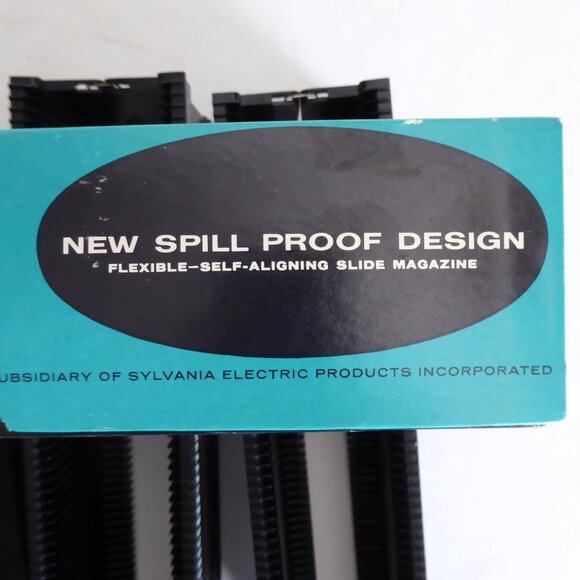 NEW SPILL PROOF DESIGN
FLEXIBLE—SELF-ALIGNING SLIDE MAGAZINE
UBSIDIARY OF SYLVANIA ELECTRIC PRODUCTS INCORPORATED